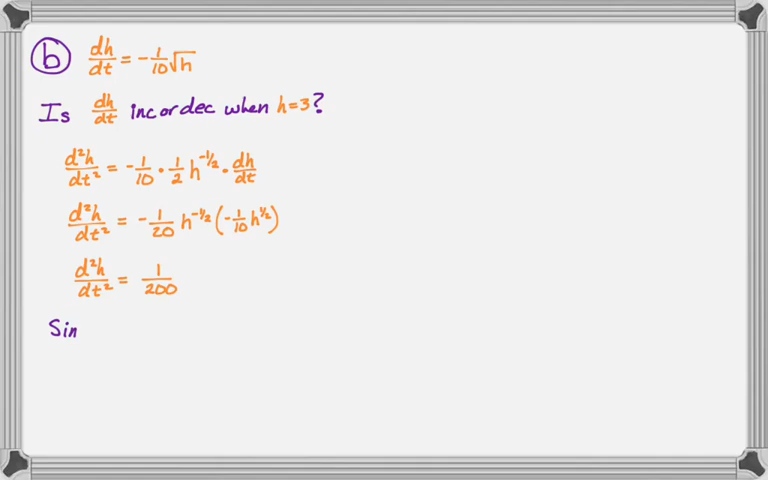 b dh/dt = -1/10 √h
Is dh/dt inc or dec when h=3?
d²h/dt² = -1/10 • 1/2 h^-1/2 • dh/dt
d²h/dt² = -1/20 h^-1/2 (-1/10 h^1/2)
d²h/dt² = 1/200
Sin